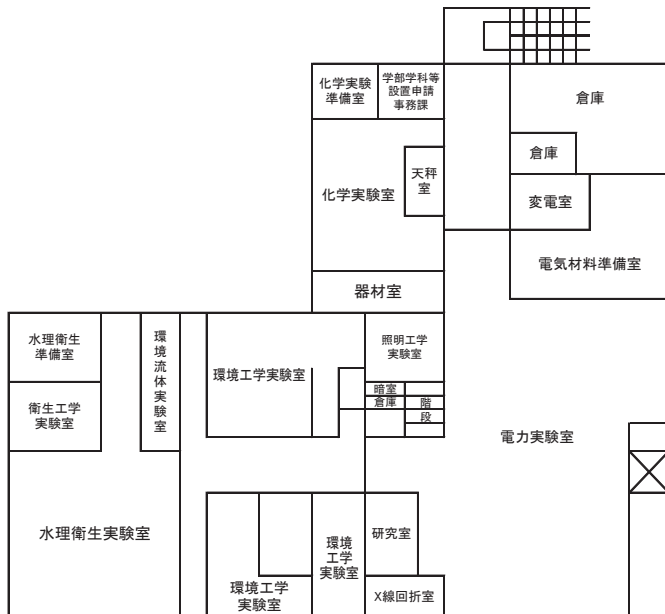 化学実験
準備室
学部学科等
設置申請
事務課
倉庫
倉庫
天秤
室
化学実験室
変電室
電気材料準備室
器材室
水理衛生
準備室
環境流体実験室
環境工学実験室
照明工学
実験室
暗室
倉庫
階
段
衛生工学
実験室
電力実験室
水理衛生実験室
環境
工学
実験室
研究室
環境工学
実験室
X線回折室